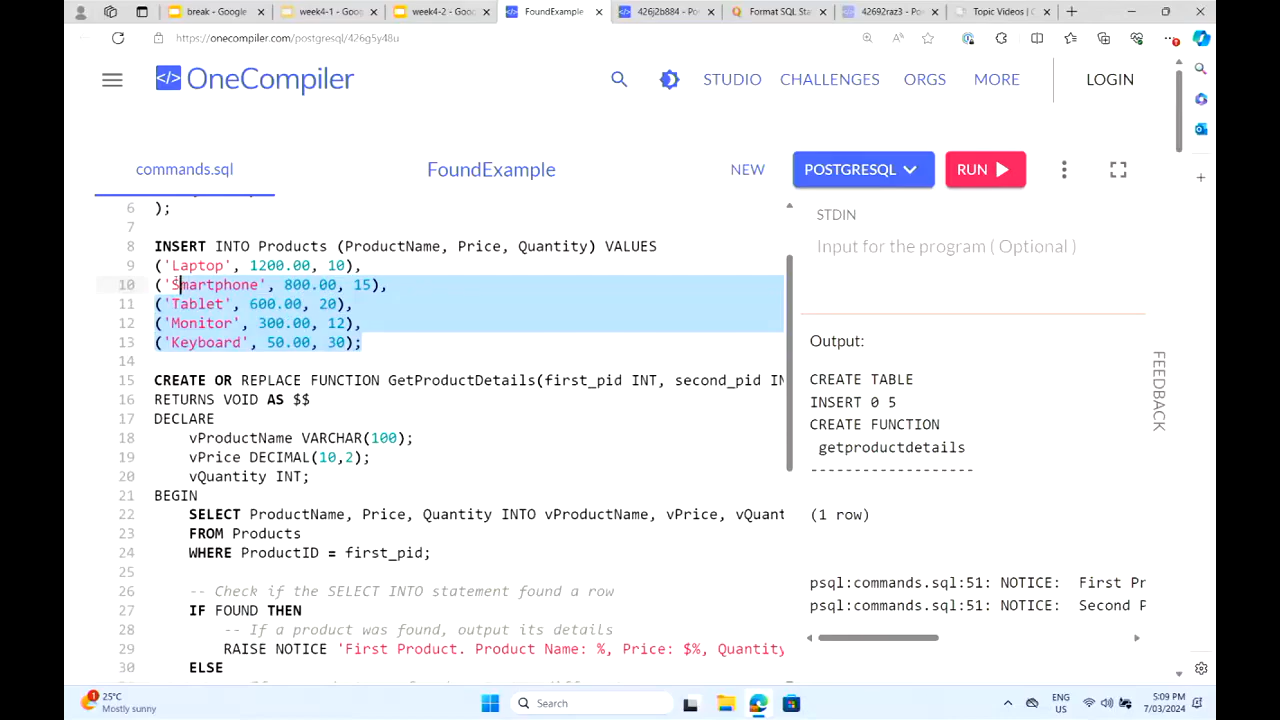 break - Google
week4-1 - Google
week4-2 - Google
FoundExample
426j2b884 - Po
Format SQL Sta
42692raz3 - Po
Topic Videos | C
https://onecompiler.com/postgresql/426g5y48u
OneCompiler
STUDIO
CHALLENGES
ORGS
MORE
LOGIN
commands.sql
FoundExample
NEW
POSTGRESQL
RUN
6 );
7
8 INSERT INTO Products (ProductName, Price, Quantity) VALUES
9 ('Laptop', 1200.00, 10),
10 ('Smartphone', 800.00, 15),
11 ('Tablet', 600.00, 20),
12 ('Monitor', 300.00, 12),
13 ('Keyboard', 50.00, 30);
14
15 CREATE OR REPLACE FUNCTION GetProductDetails(first_pid INT, second_pid IN
16 RETURNS VOID AS $$
17 DECLARE
18 vProductName VARCHAR(100);
19 vPrice DECIMAL(10,2);
20 vQuantity INT;
21 BEGIN
22 SELECT ProductName, Price, Quantity INTO vProductName, vPrice, vQuant
23 FROM Products
24 WHERE ProductID = first_pid;
25
26 -- Check if the SELECT INTO statement found a row
27 IF FOUND THEN
28 -- If a product was found, output its details
29 RAISE NOTICE 'First Product. Product Name: %, Price: $%, Quantity
30 ELSE
STDIN
Input for the program ( Optional )
Output:
CREATE TABLE
INSERT 0 5
CREATE FUNCTION
getproductdetails
-------------------
(1 row)
psql:commands.sql:51: NOTICE: First Pr
psql:commands.sql:51: NOTICE: Second P
FEEDBACK
1
25°C
Mostly sunny
Search
ENG
US
5:09 PM
7/03/2024